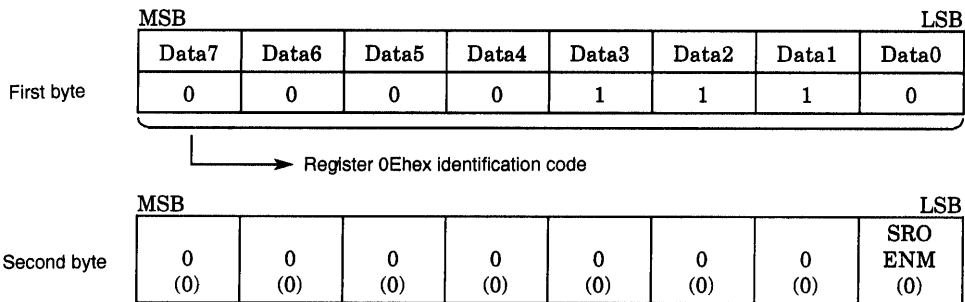 MSB LSB
Data7 Data6 Data5 Data4 Data3 Data2 Data1 Data0
First byte 0 0 0 0 1 1 1 0
Register 0Ehex identification code
MSB LSB
SRO
Second byte 0 0 0 0 0 0 0 ENM
(0) (0) (0) (0) (0) (0) (0) (0)